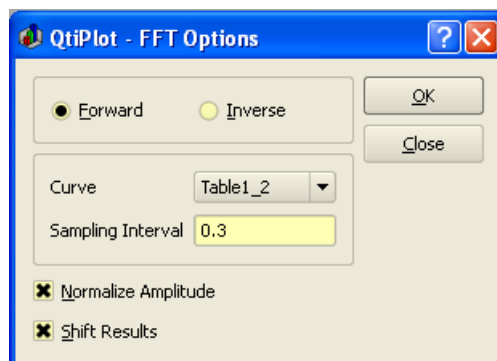 QtiPlot - FFT Options
Forward Inverse OK
Close
Curve Table1_2
Sampling Interval 0.3
Normalize Amplitude
Shift Results